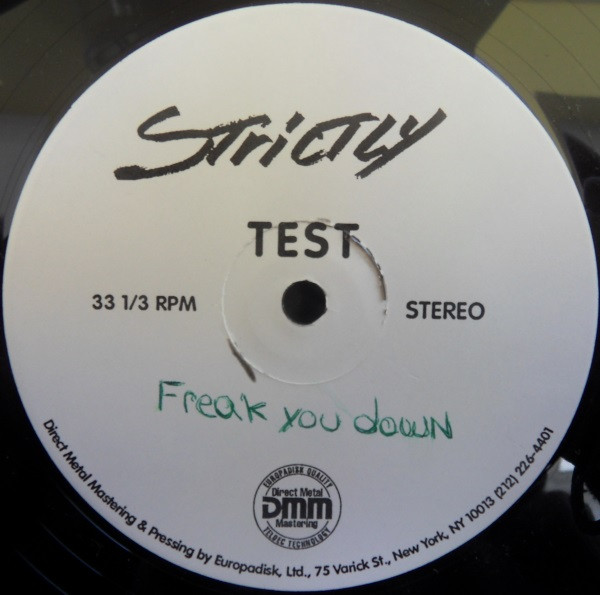 STRICTLY
TEST
33 1/3 RPM
STEREO
Freak you down
EUROPADISK QUALITY
Direct Metal
DMM
Mastering
TELDEC TECHNOLOGY
Direct Metal Mastering & Pressing by Europadisk, Ltd., 75 Varick St., New York, NY 10013 (212) 226-4401